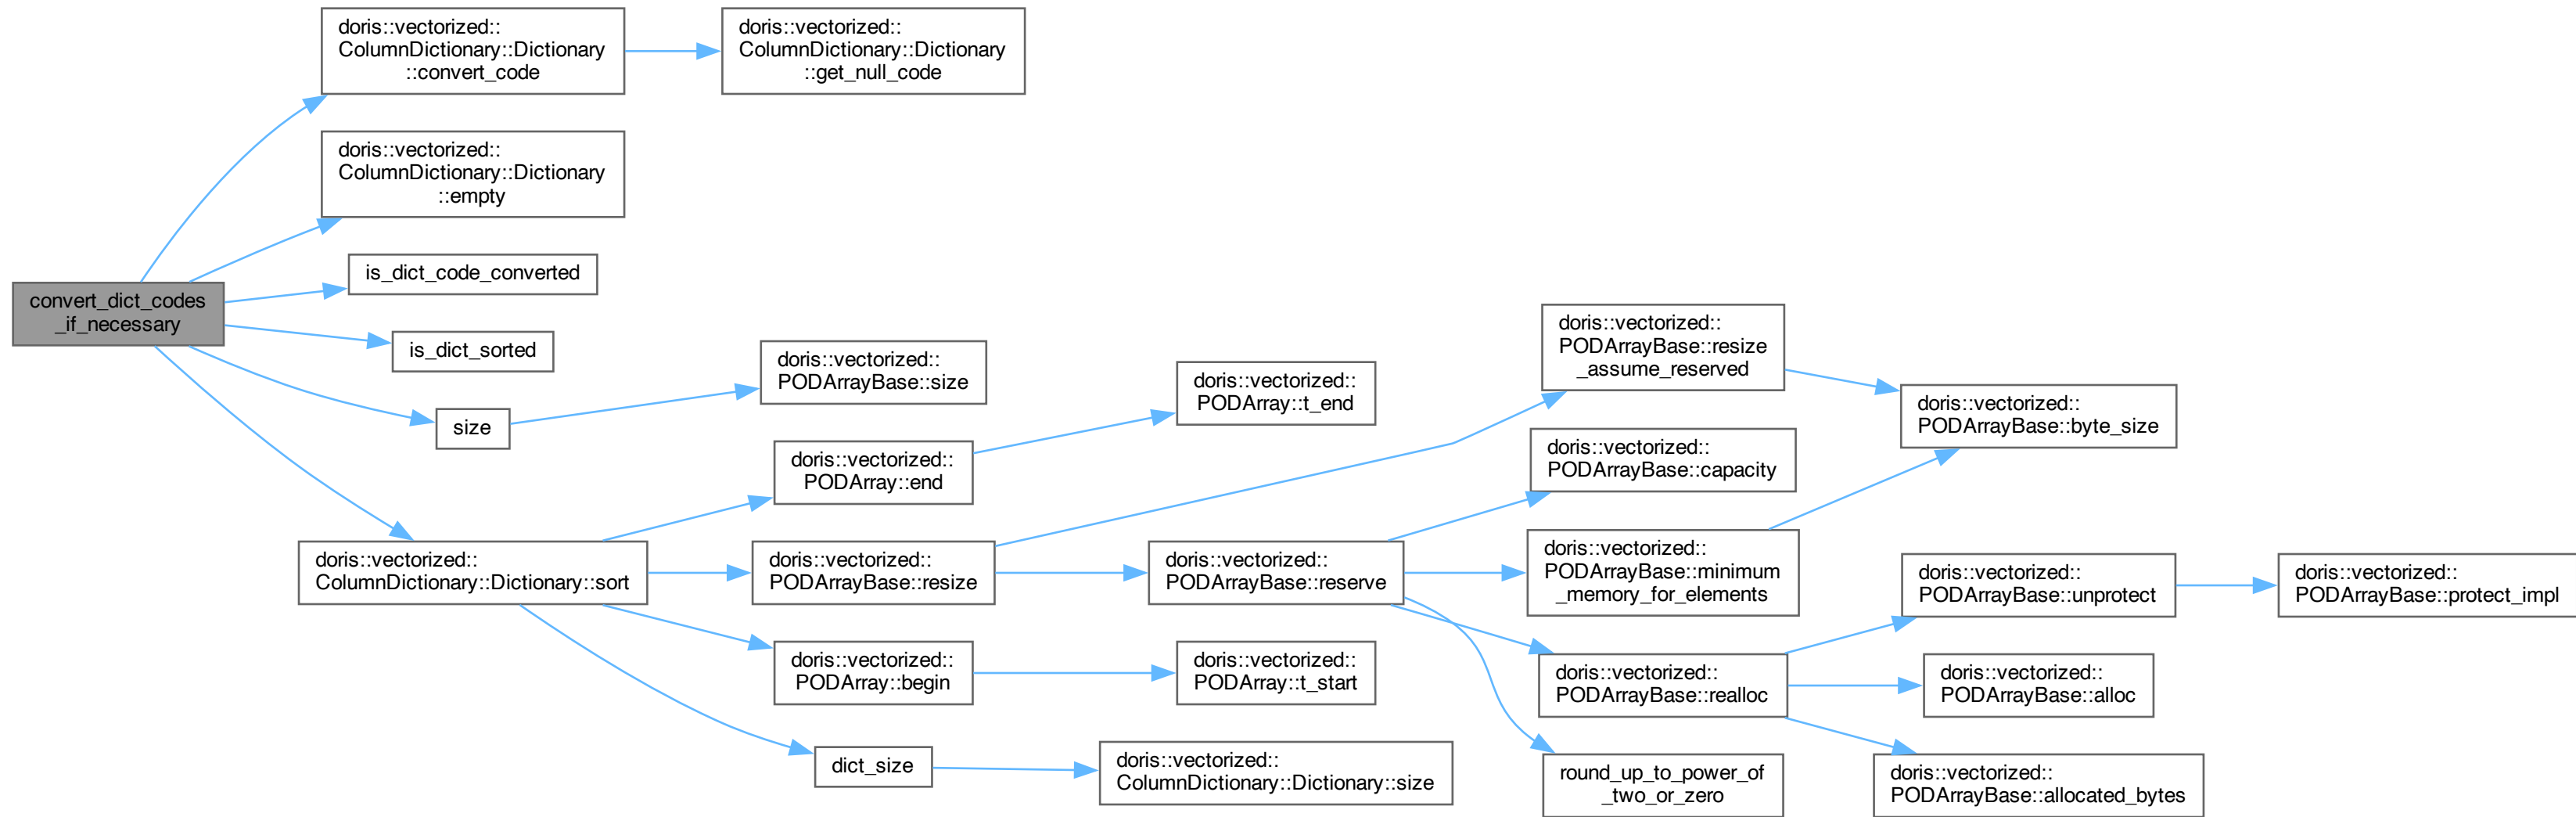 doris::vectorized::
ColumnDictionary::Dictionary
::convert_code
doris::vectorized::
ColumnDictionary::Dictionary
::get_null_code
doris::vectorized::
ColumnDictionary::Dictionary
::empty
is_dict_code_converted
convert_dict_codes
_if_necessary
is_dict_sorted
size
doris::vectorized::
PODArrayBase::size
doris::vectorized::
PODArray::t_end
doris::vectorized::
PODArrayBase::resize
_assume_reserved
doris::vectorized::
PODArrayBase::byte_size
doris::vectorized::
PODArray::end
doris::vectorized::
PODArrayBase::capacity
doris::vectorized::
ColumnDictionary::Dictionary::sort
doris::vectorized::
PODArrayBase::resize
doris::vectorized::
PODArrayBase::reserve
doris::vectorized::
PODArrayBase::minimum
_memory_for_elements
doris::vectorized::
PODArrayBase::unprotect
doris::vectorized::
PODArrayBase::protect_impl
doris::vectorized::
PODArray::begin
doris::vectorized::
PODArray::t_start
doris::vectorized::
PODArrayBase::realloc
doris::vectorized::
PODArrayBase::alloc
dict_size
doris::vectorized::
ColumnDictionary::Dictionary::size
round_up_to_power_of
_two_or_zero
doris::vectorized::
PODArrayBase::allocated_bytes